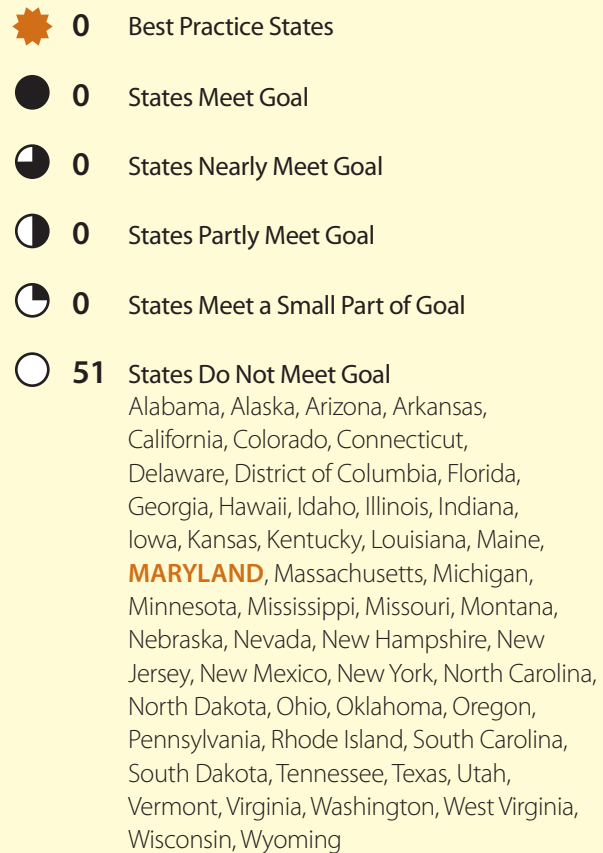 0 Best Practice States
0 States Meet Goal
0 States Nearly Meet Goal
0 States Partly Meet Goal
0 States Meet a Small Part of Goal
51 States Do Not Meet Goal
Alabama, Alaska, Arizona, Arkansas,
California, Colorado, Connecticut,
Delaware, District of Columbia, Florida,
Georgia, Hawaii, Idaho, Illinois, Indiana,
Iowa, Kansas, Kentucky, Louisiana, Maine,
MARYLAND, Massachusetts, Michigan,
Minnesota, Mississippi, Missouri, Montana,
Nebraska, Nevada, New Hampshire, New
Jersey, New Mexico, New York, North Carolina,
North Dakota, Ohio, Oklahoma, Oregon,
Pennsylvania, Rhode Island, South Carolina,
South Dakota, Tennessee, Texas, Utah,
Vermont, Virginia, Washington, West Virginia,
Wisconsin, Wyoming